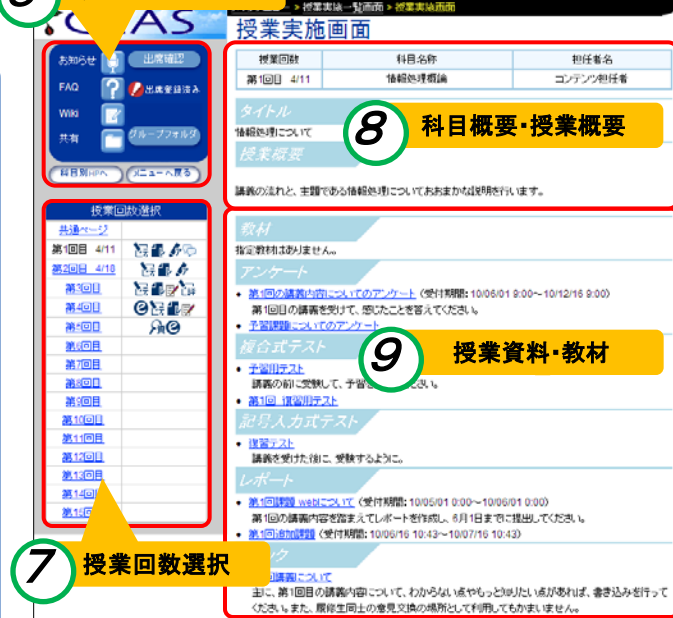 > 授業実施一覧画面 > 授業実施画面
授業実施画面
お知らせ
出席確認
FAQ
出席登録済み
Wiki
共有
グループフォルダ
メニューへ戻る
授業回数
科目名称
担任者名
第1回目 4/11
情報処理概論
コンテンツ担任者
タイトル
情報処理について
授業概要
講義の流れと、主題である情報処理についておおまかな説明を行います。
8
科目概要・授業概要
授業回数選択
共通ページ
第1回目 4/11
第2回目 4/18
第3回目
第4回目
第5回目
第6回目
第7回目
第8回目
第9回目
第10回目
第11回目
第12回目
第13回目
第14回目
第15
7
授業回数選択
教材
指定教材はありません。
アンケート
• 第1回の講義内容についてのアンケート (受付期間: 10/06/01 9:00～10/12/16 9:00)
第1回目の講義を受けて、感じたことを答えてください。
• 予習課題についてのアンケート
複合式テスト
• 予習用テスト
講義の前に受験して、予習
さい。
• 第1回 復習用テスト
9
授業資料・教材
記号入力式テスト
• 復習テスト
講義を受けた後に、受験するように。
レポート
• 第1回課題 webについて (受付期間: 10/05/01 0:00～10/06/01 0:00)
第1回の講義内容を踏まえてレポートを作成し、6月1日までに提出してください。
• 第1回追加課題 (受付期間: 10/06/16 10:43～10/07/16 10:43)
ック
回講義について
主に、第1回目の講義内容について、わからない点やもっと知りたい点があれば、書き込みを行って
ください。また、履修生同士の意見交換の場所として利用してもかまいません。